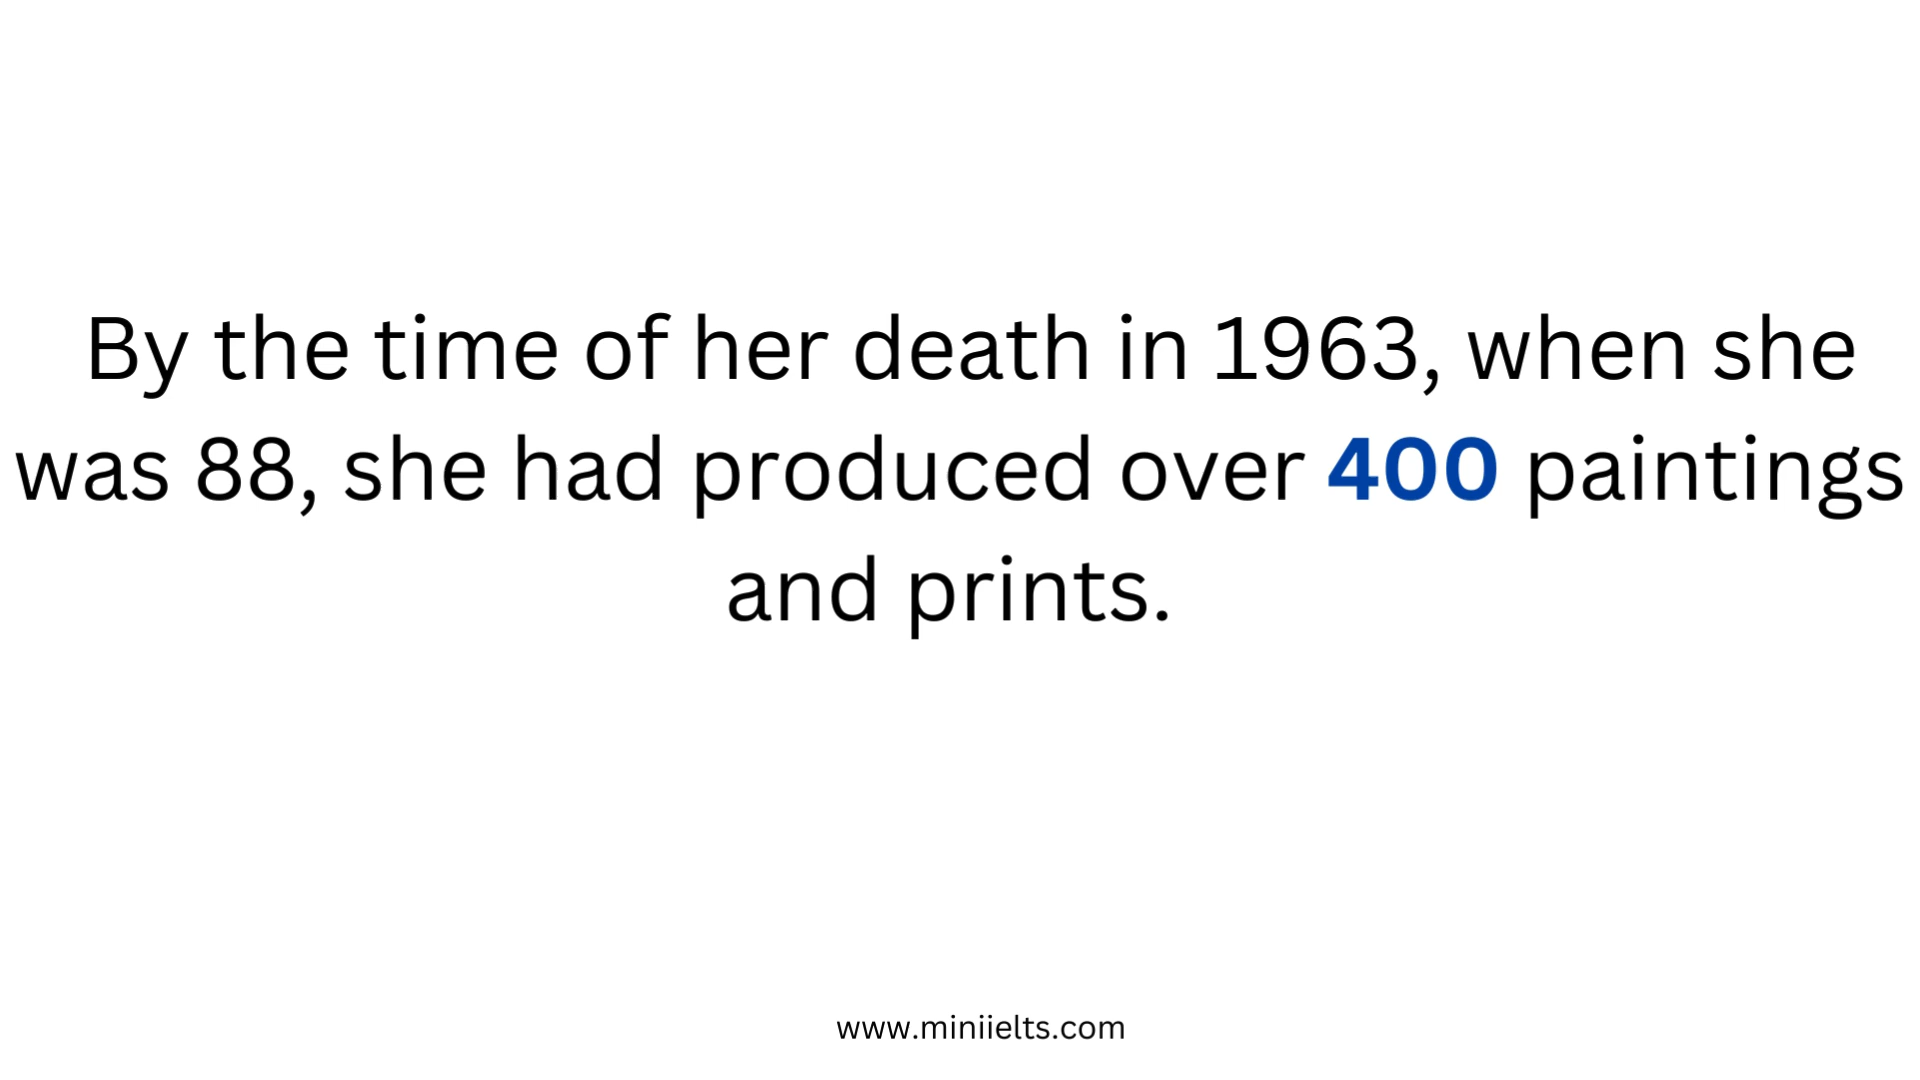 By the time of her death in 1963, when she
was 88, she had produced over 400 paintings
and prints.
www.miniielts.com